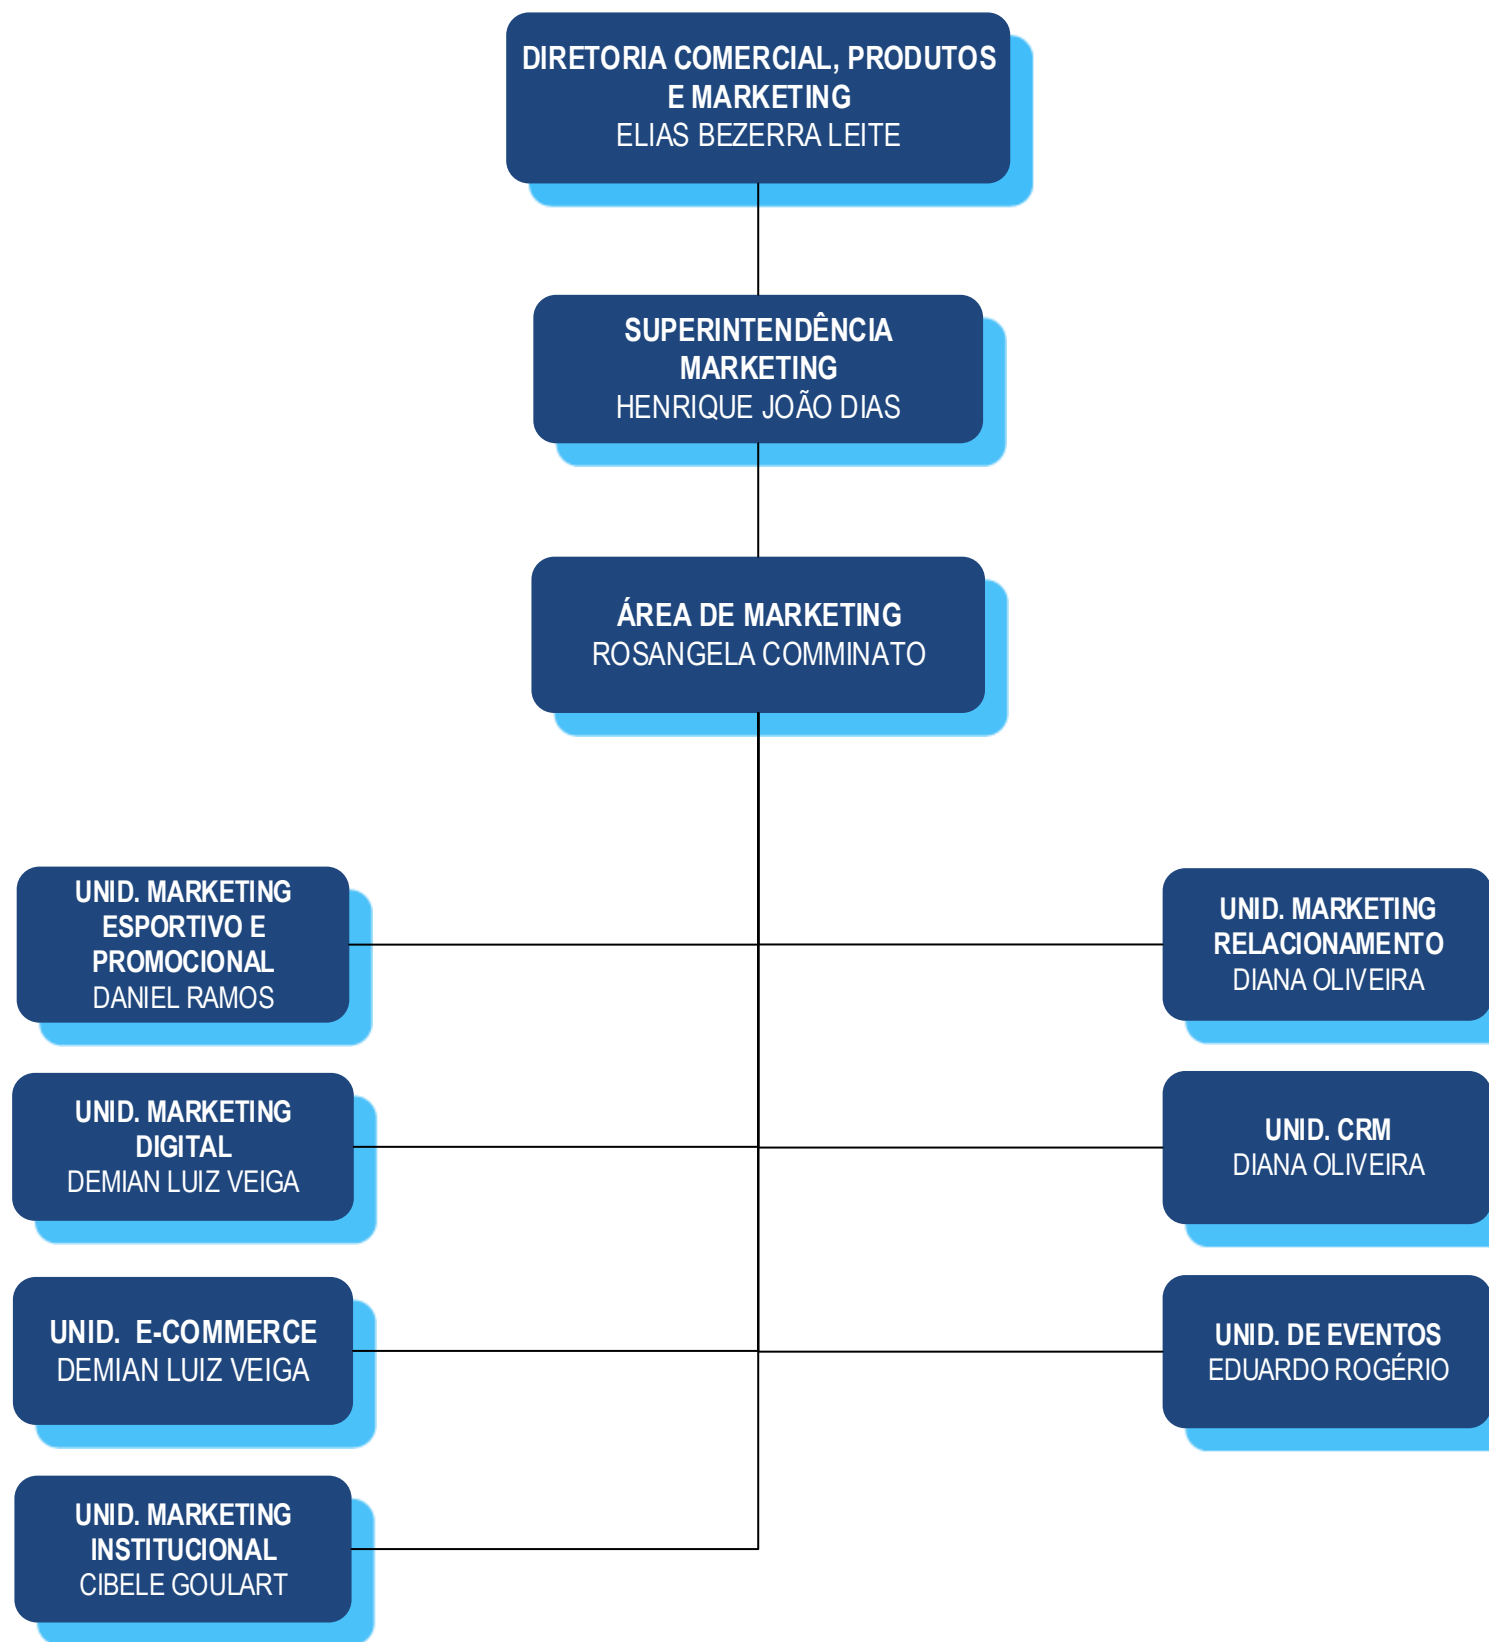 DIRETORIA COMERCIAL, PRODUTOS
E MARKETING
ELIAS BEZERRA LEITE
SUPERINTENDÊNCIA
MARKETING
HENRIQUE JOÃO DIAS
ÁREA DE MARKETING
ROSANGELA COMMINATO
UNID. MARKETING
ESPORTIVO E
PROMOCIONAL
DANIEL RAMOS
UNID. MARKETING
RELACIONAMENTO
DIANA OLIVEIRA
UNID. MARKETING
DIGITAL
DEMIAN LUIZ VEIGA
UNID. CRM
DIANA OLIVEIRA
UNID. E-COMMERCE
DEMIAN LUIZ VEIGA
UNID. DE EVENTOS
EDUARDO ROGÉRIO
UNID. MARKETING
INSTITUCIONAL
CIBELE GOULART